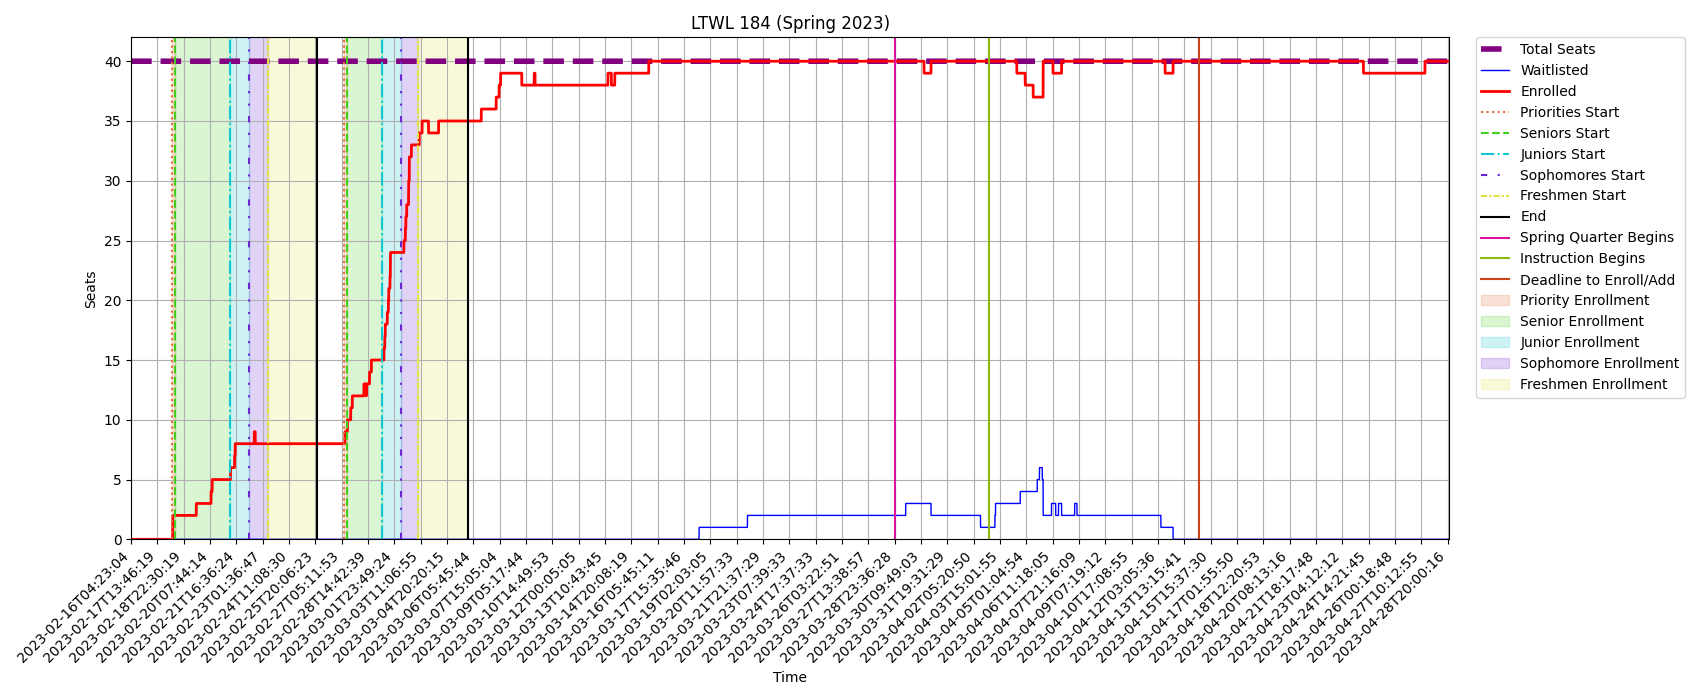 LTWL 184 (Spring 2023)
40
35
30
25
20
15
10
5
0
Seats
2023-02-16T04:23:04
2023-02-17T13:46:19
2023-02-18T22:30:19
2023-02-20T07:44:14
2023-02-21T16:36:24
2023-02-23T01:36:47
2023-02-24T11:08:30
2023-02-25T20:06:23
2023-02-27T05:11:53
2023-02-28T14:42:39
2023-03-01T23:49:24
2023-03-03T11:06:55
2023-03-04T20:20:15
2023-03-06T05:45:44
2023-03-07T15:05:04
2023-03-09T05:17:44
2023-03-10T14:49:53
2023-03-12T00:05:05
2023-03-13T10:43:45
2023-03-14T20:08:19
2023-03-16T05:45:11
2023-03-17T15:35:46
2023-03-19T02:03:05
2023-03-20T11:57:33
2023-03-21T21:37:29
2023-03-23T07:39:33
2023-03-24T17:37:33
2023-03-26T03:22:51
2023-03-27T13:38:57
2023-03-28T23:36:28
2023-03-30T09:49:03
2023-03-31T19:31:29
2023-04-02T05:20:50
2023-04-03T15:01:55
2023-04-05T01:04:54
2023-04-06T11:18:05
2023-04-07T21:16:09
2023-04-09T07:19:12
2023-04-10T17:08:55
2023-04-12T03:05:36
2023-04-13T13:15:41
2023-04-15T15:37:30
2023-04-17T01:55:50
2023-04-18T12:20:53
2023-04-20T08:13:16
2023-04-21T18:17:48
2023-04-23T04:12:12
2023-04-24T14:21:45
2023-04-26T00:18:48
2023-04-27T10:12:55
2023-04-28T20:00:16
Time
Total Seats
Waitlisted
Enrolled
Priorities Start
Seniors Start
Juniors Start
Sophomores Start
Freshmen Start
End
Spring Quarter Begins
Instruction Begins
Deadline to Enroll/Add
Priority Enrollment
Senior Enrollment
Junior Enrollment
Sophomore Enrollment
Freshmen Enrollment